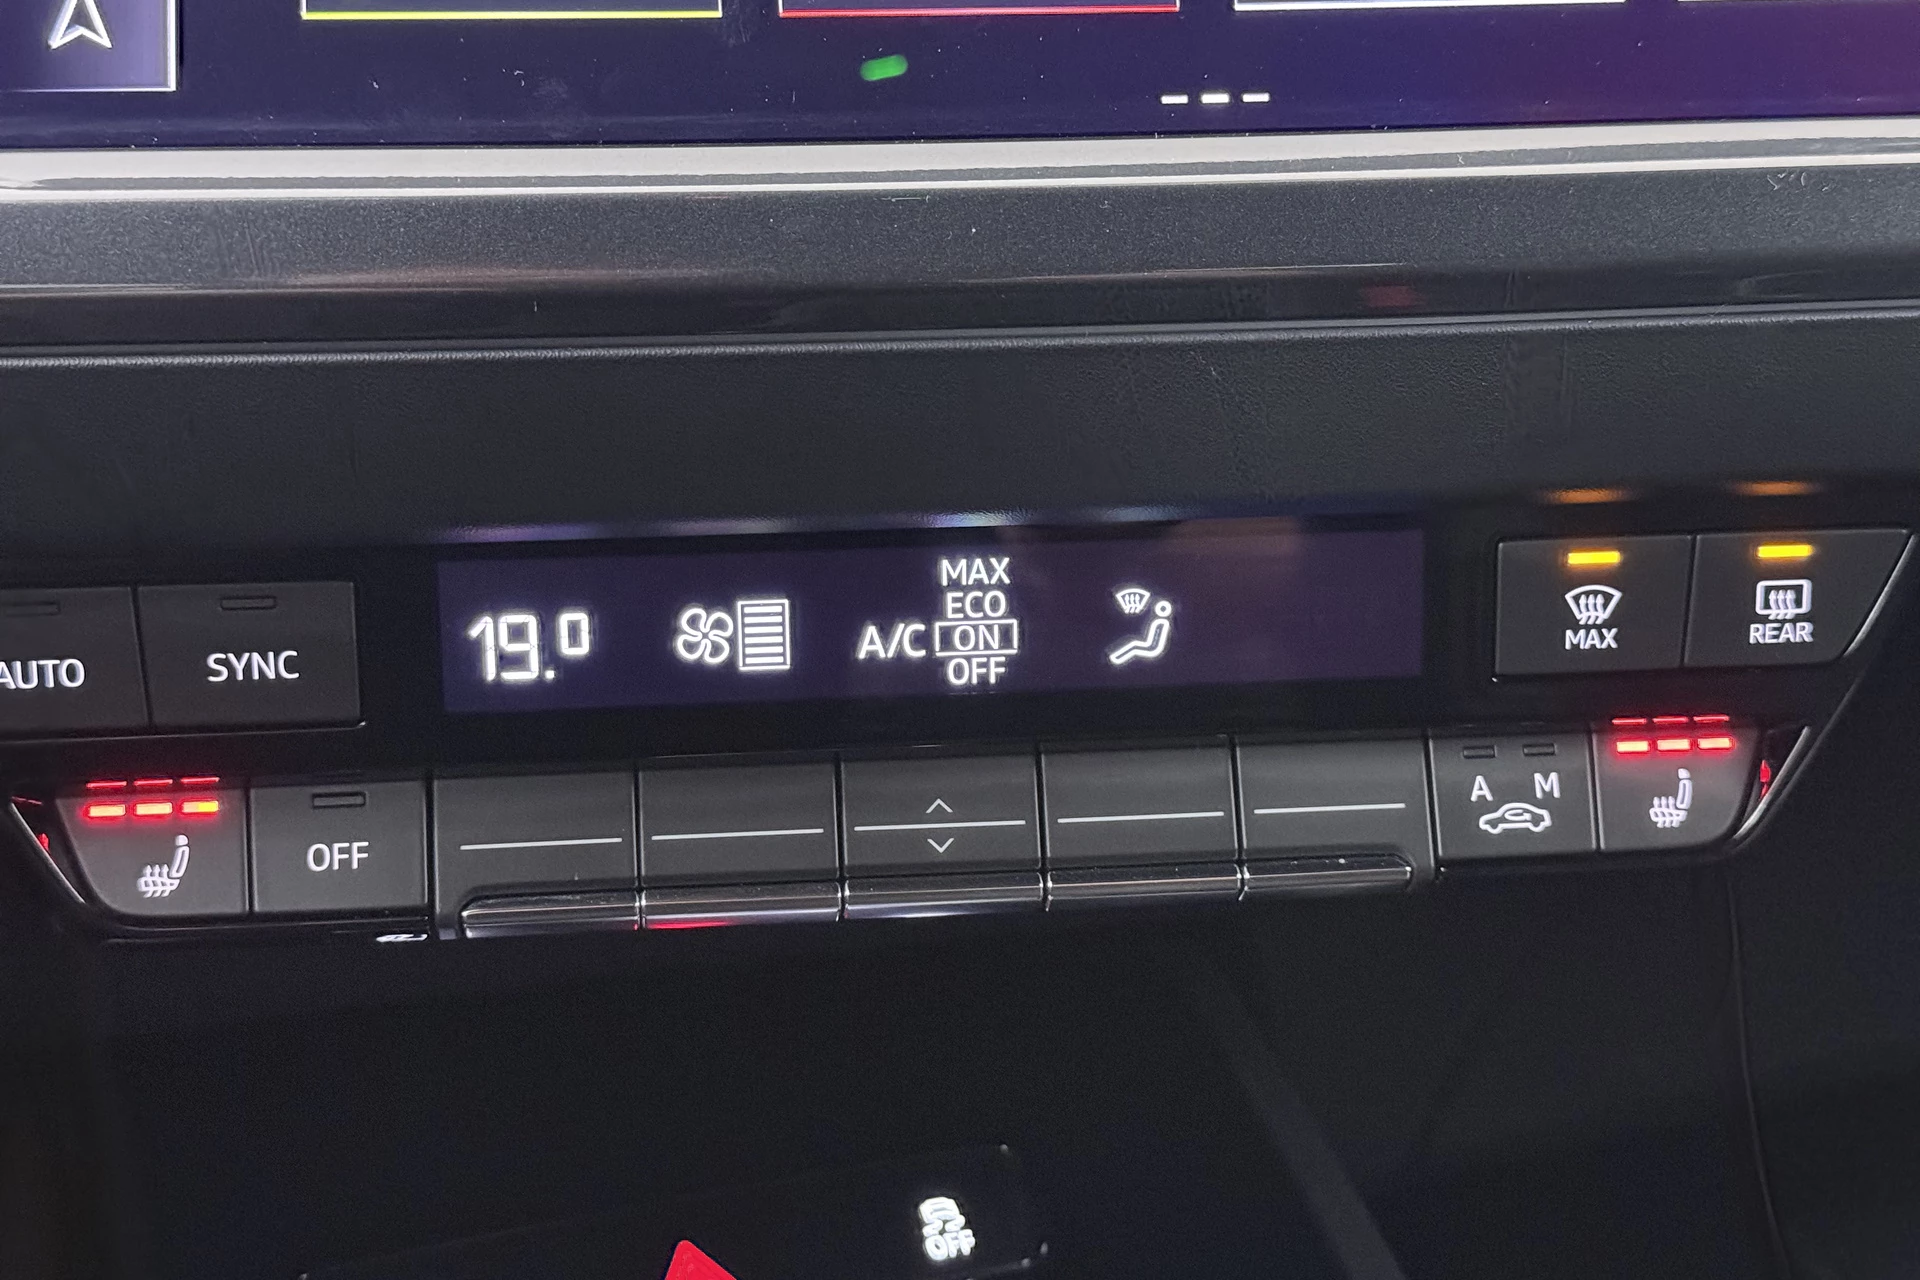 MAX
ECO
19.0 A/C ON
OFF
MAX
REAR
AUTO
SYNC
OFF
A M
OFF